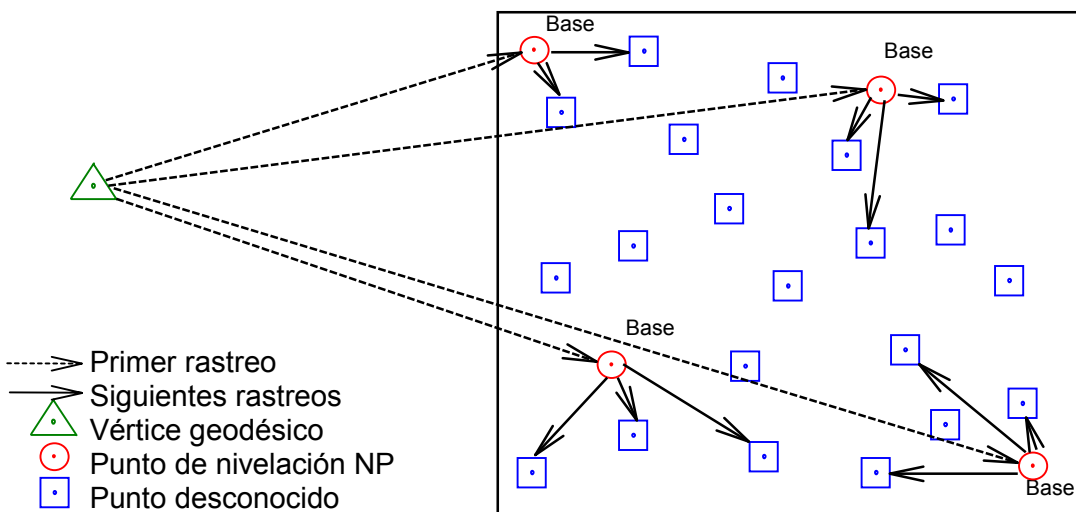 Base
Base
Base
Primer rastreo
Siguientes rastreos
Vértice geodésico
Punto de nivelación NP
Punto desconocido
Base